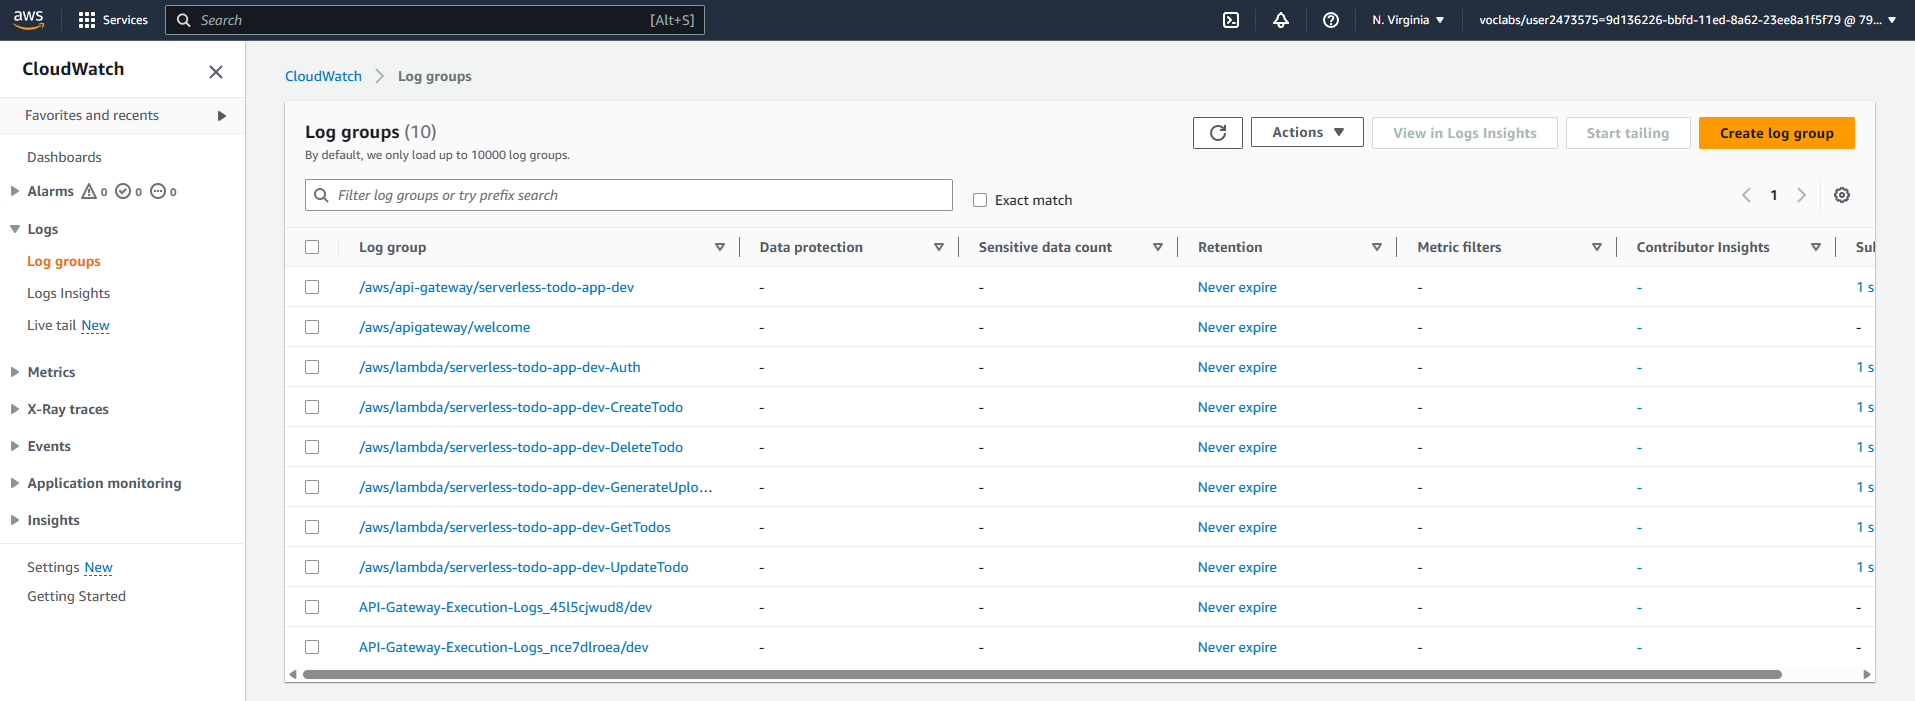 aws
Services
Search
[Alt+S]
N. Virginia
voclabs/user2473575=9d136226-bbfd-11ed-8a62-23ee8a1f5f79 @ 79...
CloudWatch
Favorites and recents
Dashboards
Alarms 0 0 0
Logs
Log groups
Logs Insights
Live tail New
Metrics
X-Ray traces
Events
Application monitoring
Insights
Settings New
Getting Started
CloudWatch > Log groups
Log groups (10)
By default, we only load up to 10000 log groups.
Actions
View in Logs Insights
Start tailing
Create log group
Filter log groups or try prefix search
Exact match
1
Log group Data protection Sensitive data count Retention Metric filters Contributor Insights Sul
/aws/api-gateway/serverless-todo-app-dev - - Never expire - - 1 s
/aws/apigateway/welcome - - Never expire - - -
/aws/lambda/serverless-todo-app-dev-Auth - - Never expire - - 1 s
/aws/lambda/serverless-todo-app-dev-CreateTodo - - Never expire - - 1 s
/aws/lambda/serverless-todo-app-dev-DeleteTodo - - Never expire - - 1 s
/aws/lambda/serverless-todo-app-dev-GenerateUplo... - - Never expire - - 1 s
/aws/lambda/serverless-todo-app-dev-GetTodos - - Never expire - - 1 s
/aws/lambda/serverless-todo-app-dev-UpdateTodo - - Never expire - - 1 s
API-Gateway-Execution-Logs_45l5cjwud8/dev - - Never expire - - -
API-Gateway-Execution-Logs_nce7dlroea/dev - - Never expire - - -